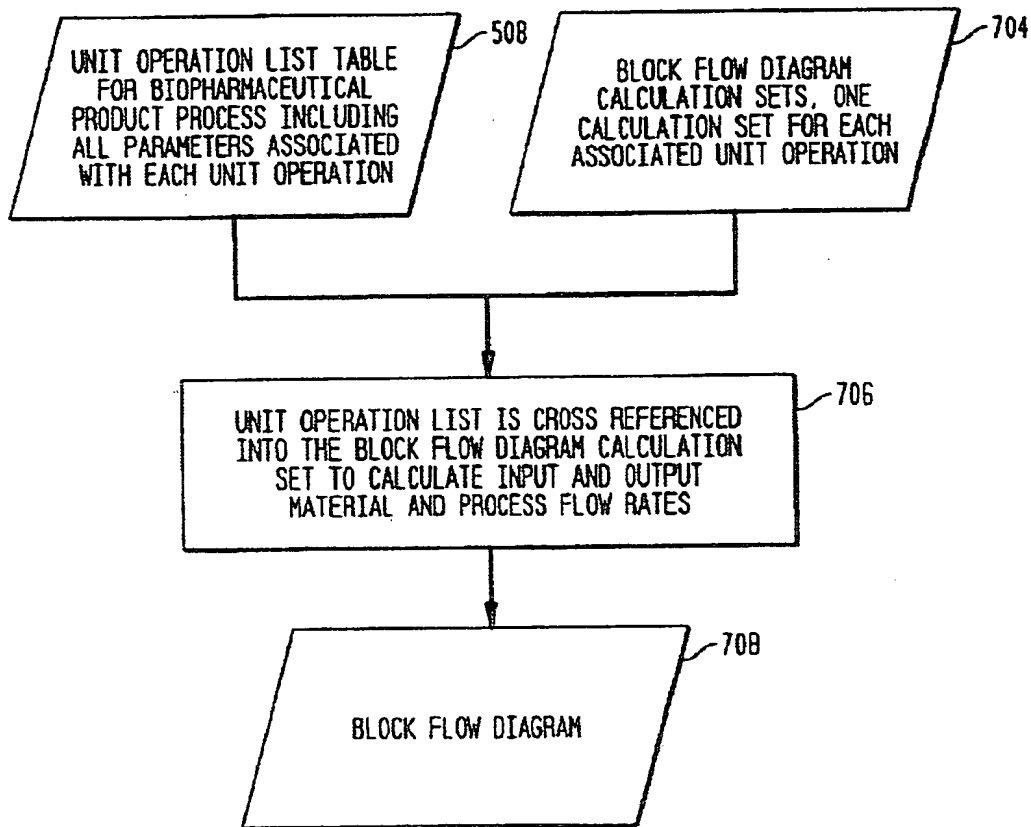 UNIT OPERATION LIST TABLE
FOR BIOPHARMACEUTICAL
PRODUCT PROCESS INCLUDING
ALL PARAMETERS ASSOCIATED
WITH EACH UNIT OPERATION
508
BLOCK FLOW DIAGRAM
CALCULATION SETS, ONE
CALCULATION SET FOR EACH
ASSOCIATED UNIT OPERATION
704
UNIT OPERATION LIST IS CROSS REFERENCED
INTO THE BLOCK FLOW DIAGRAM CALCULATION
SET TO CALCULATE INPUT AND OUTPUT
MATERIAL AND PROCESS FLOW RATES
706
BLOCK FLOW DIAGRAM
708